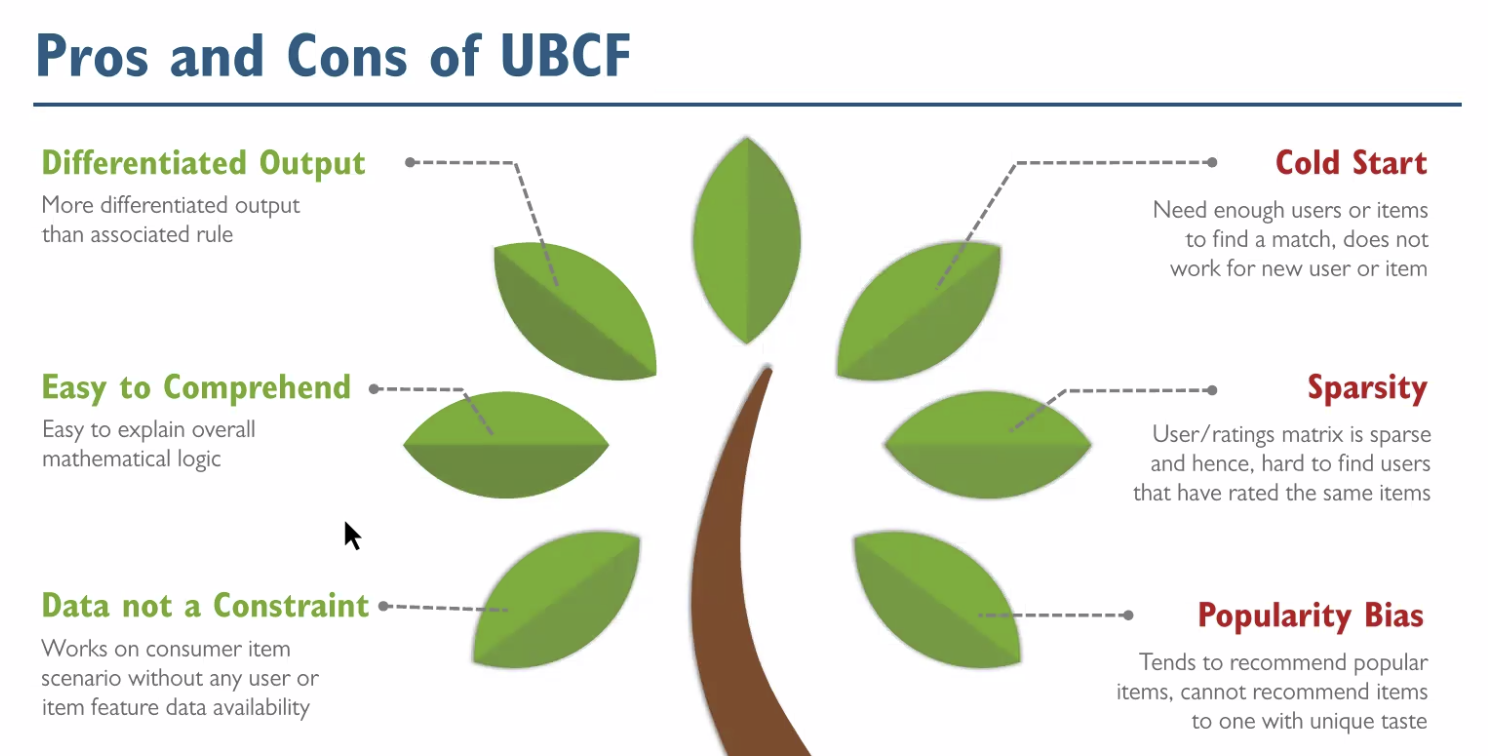 Pros and Cons of UBCF
Differentiated Output
More differentiated output
than associated rule
Easy to Comprehend
Easy to explain overall
mathematical logic
Data not a Constraint
Works on consumer item
scenario without any user or
item feature data availability
Cold Start
Need enough users or items
to find a match, does not
work for new user or item
Sparsity
User/ratings matrix is sparse
and hence, hard to find users
that have rated the same items
Popularity Bias
Tends to recommend popular
items, cannot recommend items
to one with unique taste